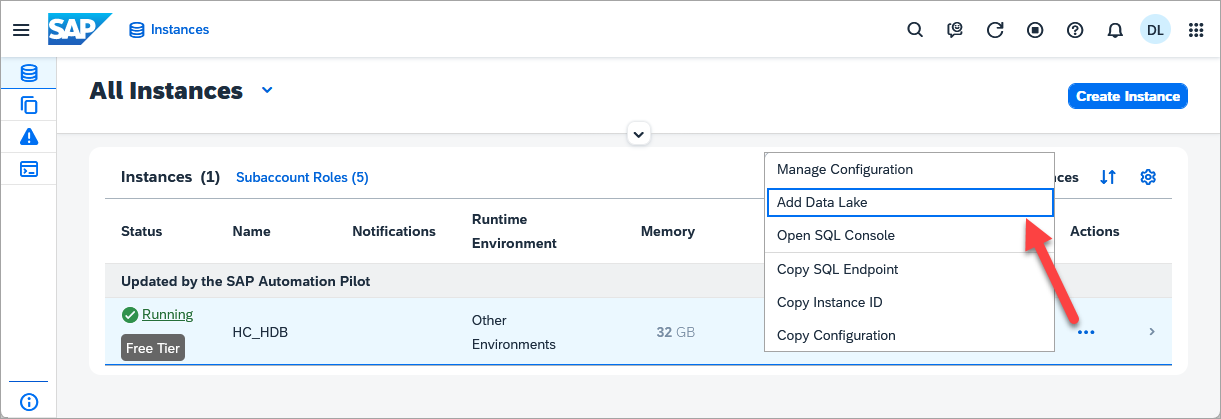 SAP
Instances
DL
All Instances
Create Instance
Instances (1)
Subaccount Roles (5)
Manage Configuration
Add Data Lake
Open SQL Console
Copy SQL Endpoint
Copy Instance ID
Copy Configuration
Status
Name
Notifications
Runtime
Environment
Memory
Actions
Updated by the SAP Automation Pilot
Running
Free Tier
HC_HDB
Other
Environments
32 GB